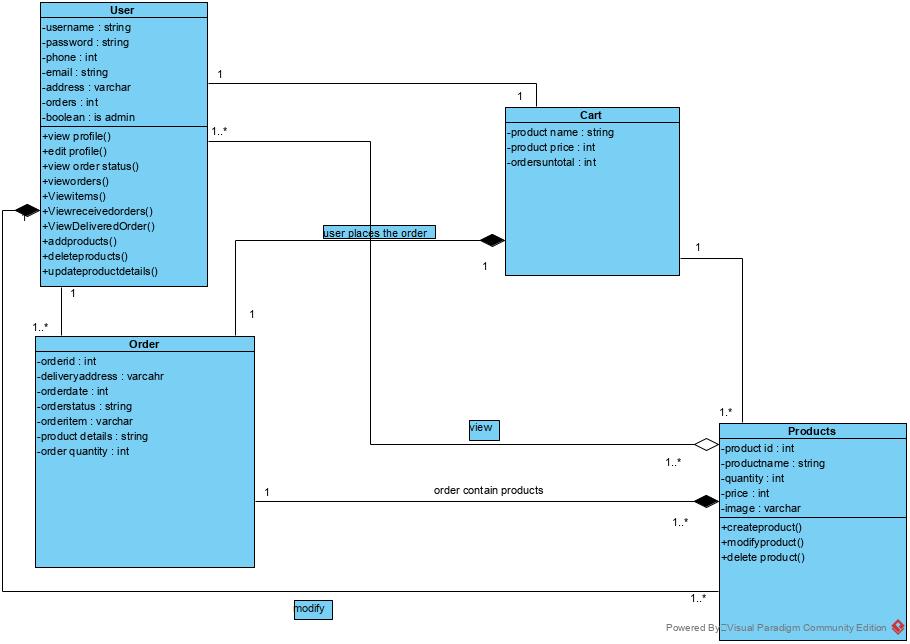 User
-username : string
-password : string
-phone : int
-email : string
-address : varchar
-orders : int
-boolean : is admin
+view profile()
+edit profile()
+view order status()
+vieworders()
+Viewitems()
+Viewreceivedorders()
+ViewDeliveredOrder()
+addproducts()
+deleteproducts()
+updateproductdetails()
1
1
1..*
Cart
-product name : string
-product price : int
-ordersuntotal : int
user places the order
1
1
1
1
1..*
Order
-orderid : int
-deliveryaddress : varcahr
-orderdate : int
-orderstatus : string
-orderitem : varchar
-product details : string
-order quantity : int
1.*
view
1..*
Products
-product id : int
-productname : string
-quantity : int
-price : int
-image : varchar
+createproduct()
+modifyproduct()
+delete product()
1
order contain products
1..*
1..*
modify
Powered By Visual Paradigm Community Edition